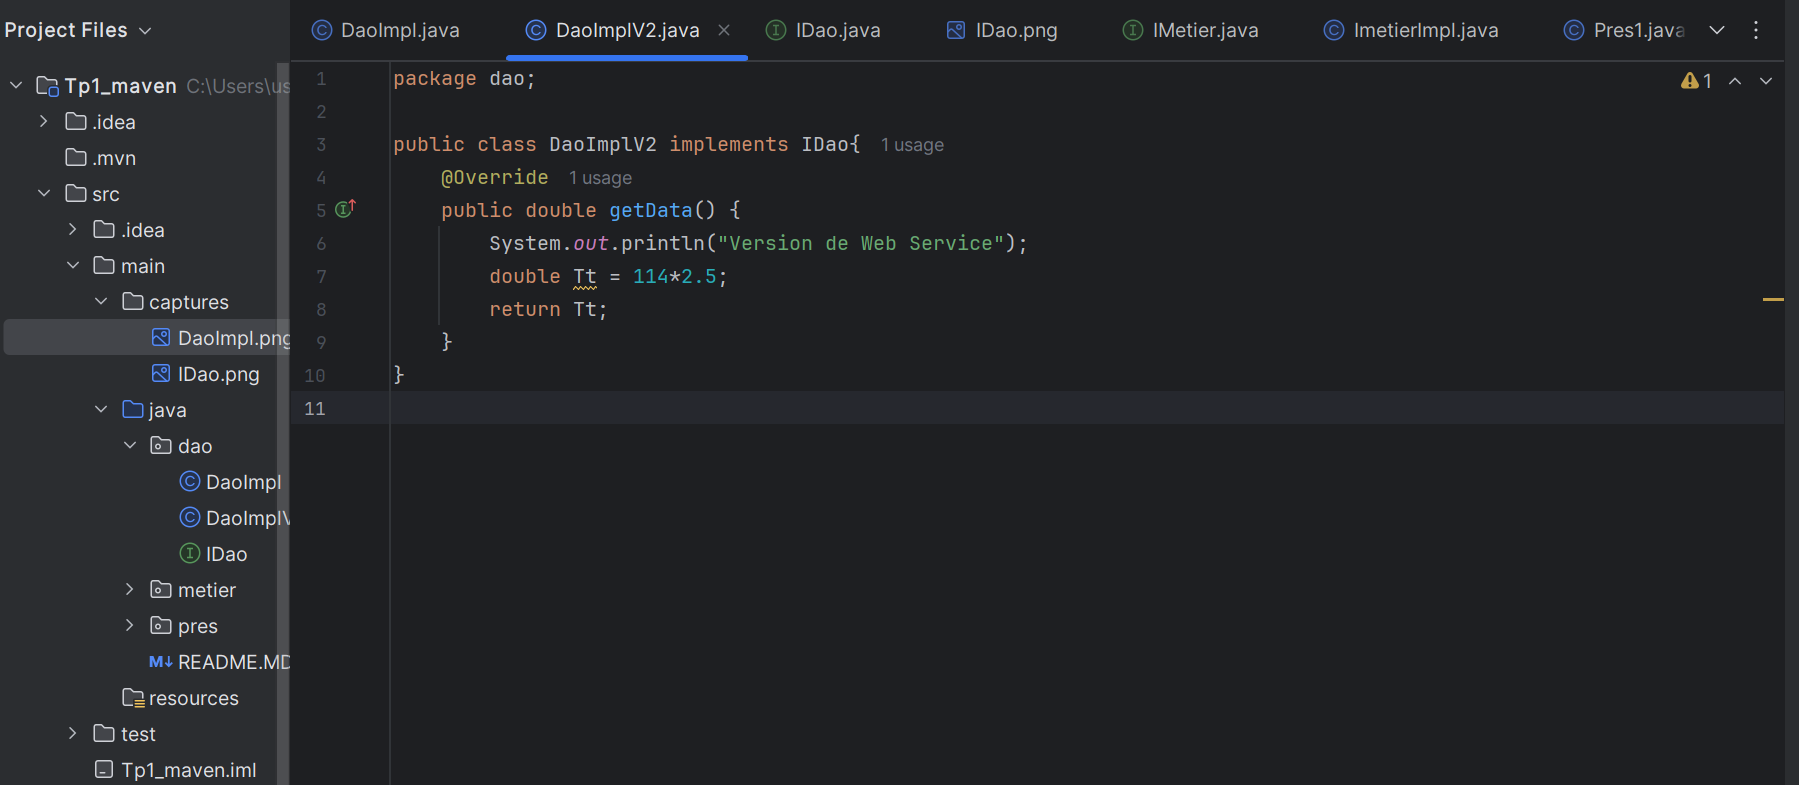 Project Files
DaoImpl.java
DaoImplV2.java
IDao.java
IDao.png
IMetier.java
ImetierImpl.java
Pres1.java
Tp1_maven C:\Users\us
.idea
.mvn
src
.idea
main
captures
DaoImpl.png
IDao.png
java
dao
DaoImpl
DaoImplV
IDao
metier
pres
README.MD
resources
test
Tp1_maven.iml
1
1 package dao;
2
3 public class DaoImplV2 implements IDao{ 1 usage
4 @Override 1 usage
5 public double getData() {
6 System.out.println("Version de Web Service");
7 double Tt = 114*2.5;
8 return Tt;
9 }
10 }
11